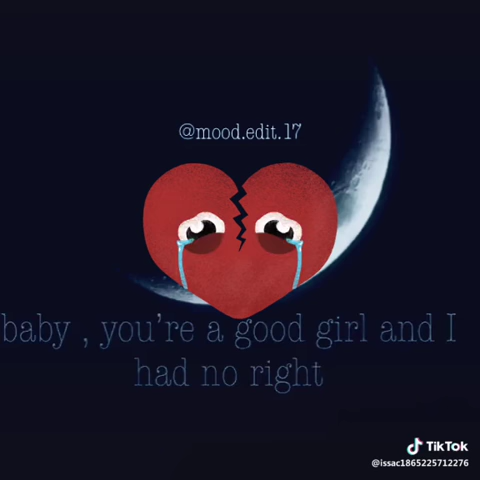 @mood.edit.17
baby , you're a good girl and I
had no right
TikTok
@issac1865225712276